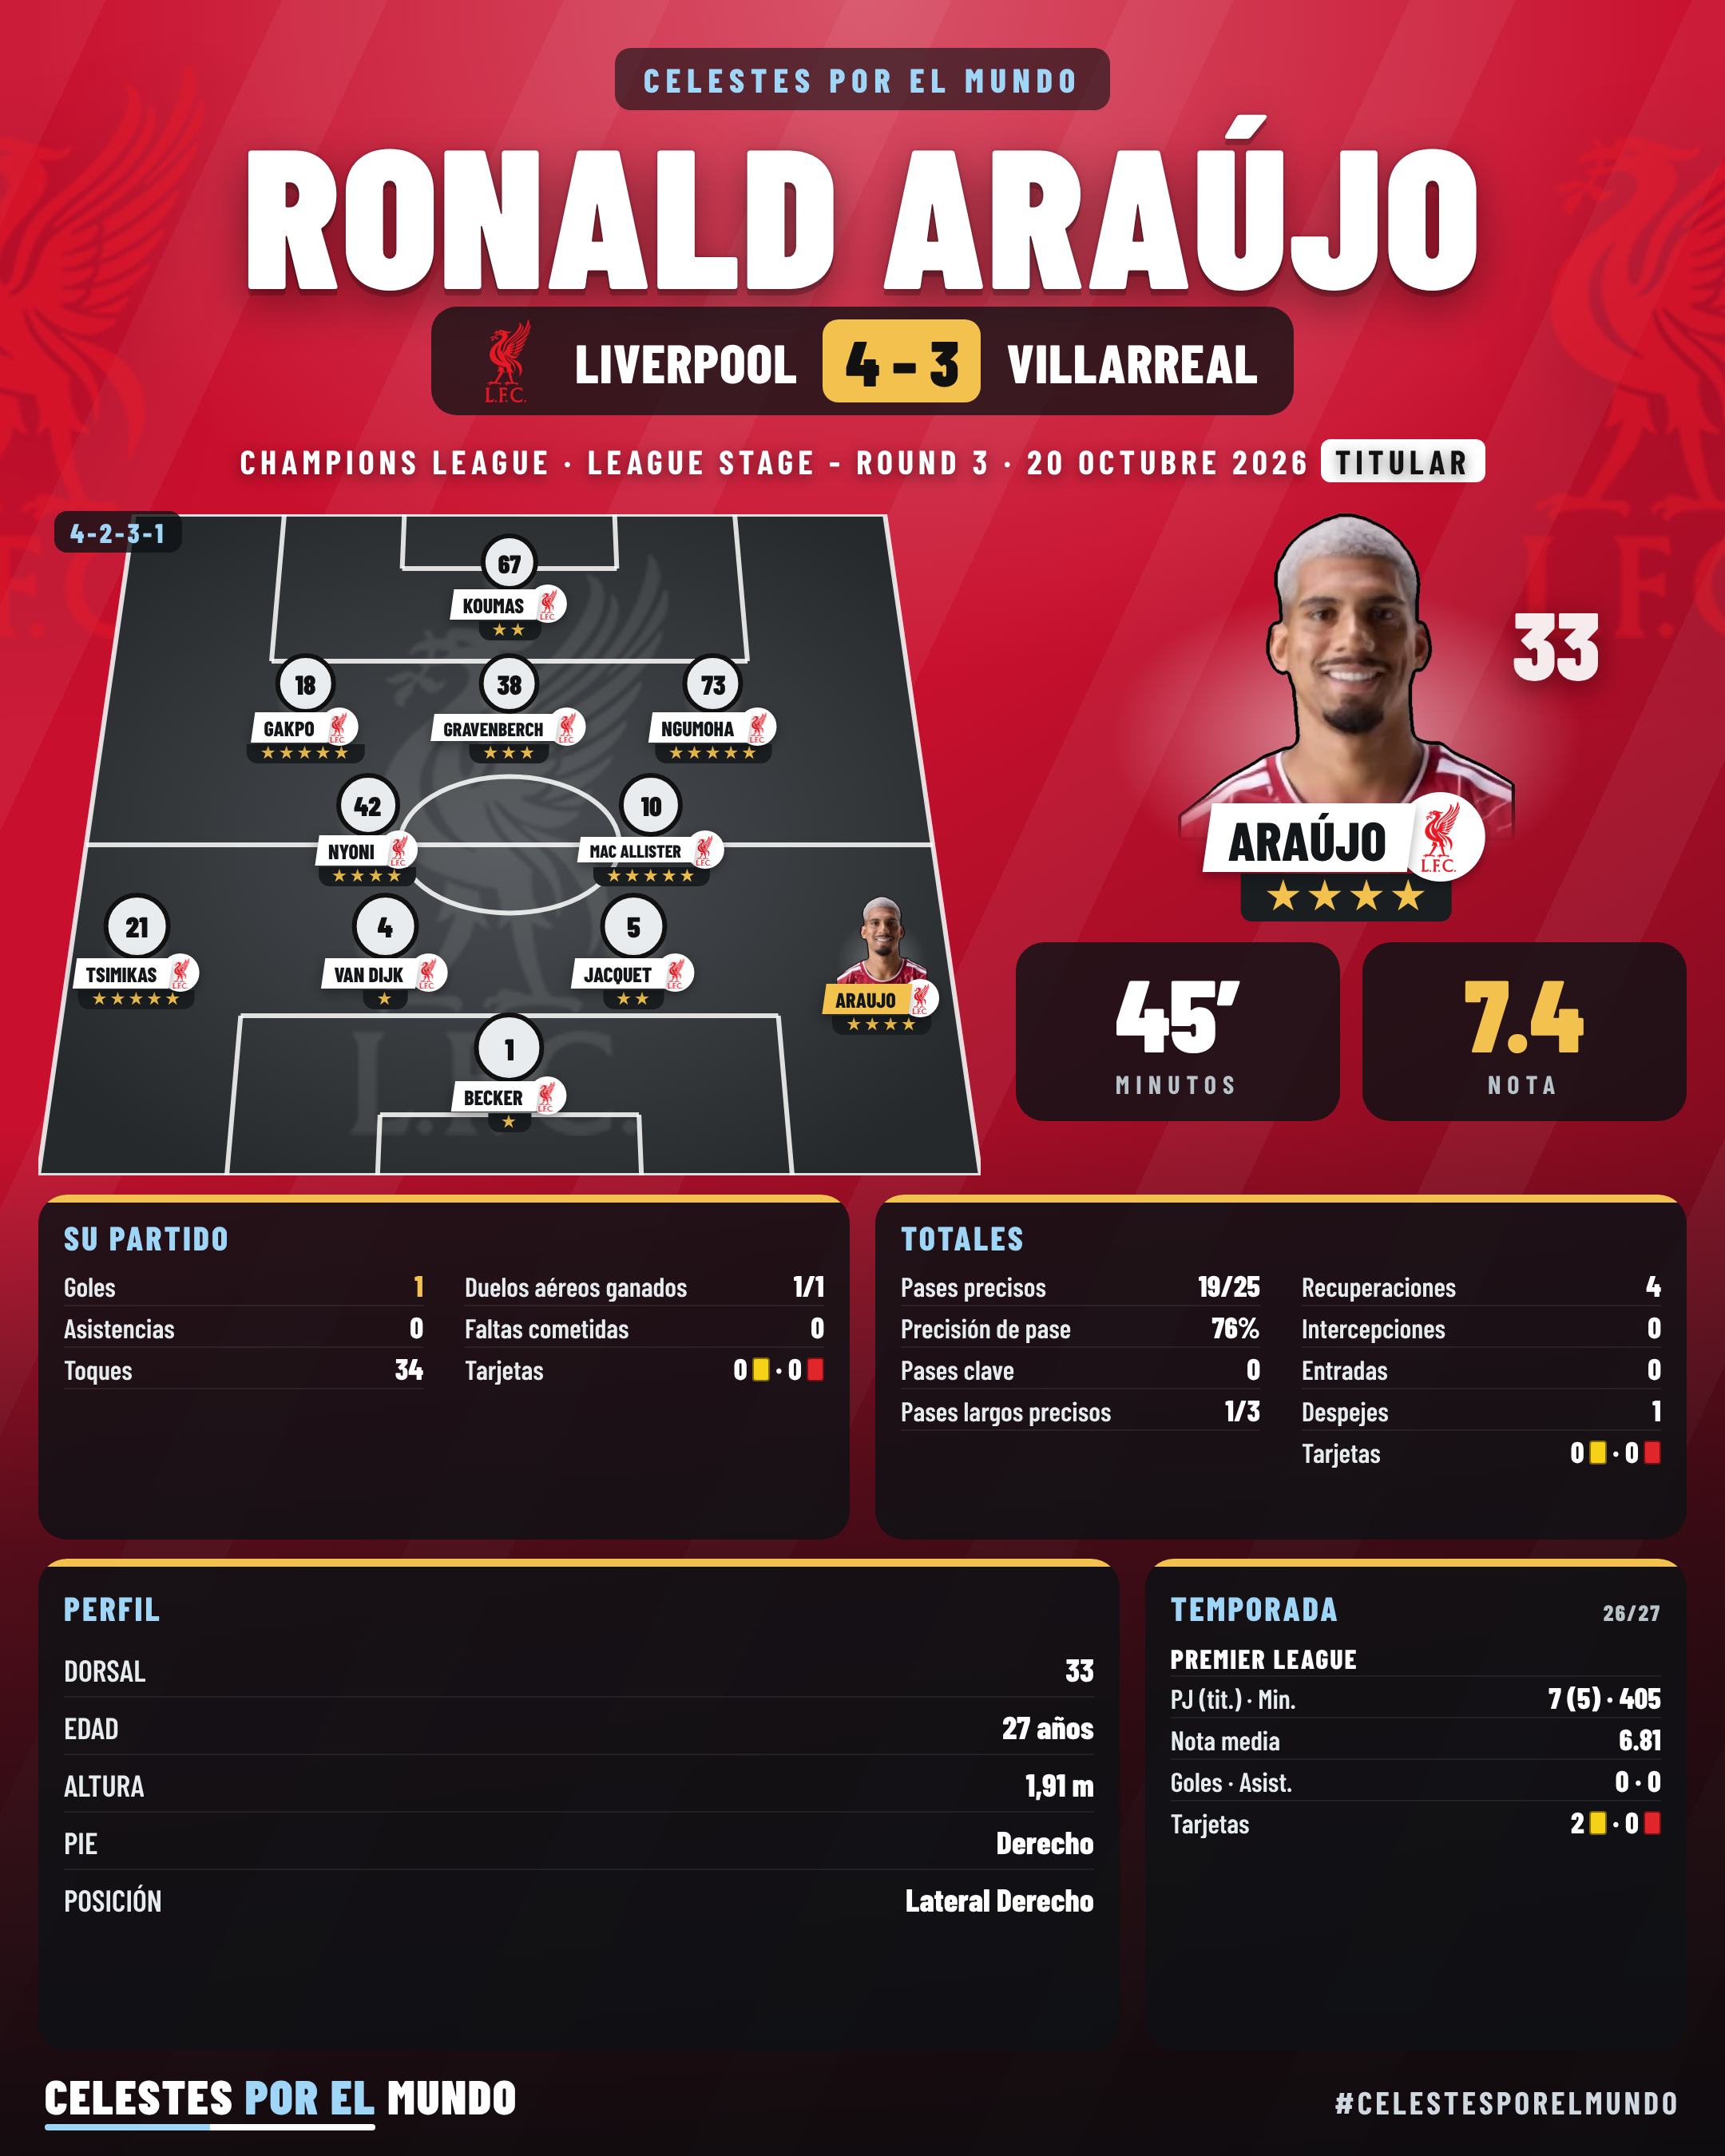 CELESTES POR EL MUNDO
RONALD ARAÚJO
L.F.C.
LIVERPOOL 4 - 3 VILLARREAL
CHAMPIONS LEAGUE · LEAGUE STAGE - ROUND 3 · 20 OCTUBRE 2026 TITULAR
4-2-3-1
67
KOUMAS
18 38 73
GAKPO GRAVENBERCH NGUMOHA
42 10
NYONI MAC ALLISTER
21 4 5
TSIMIKAS VAN DIJK JACQUET
ARAUJO
1
BECKER
L.F.C.
33
ARAÚJO
L.F.C.
45’
MINUTOS
7.4
NOTA
SU PARTIDO
Goles 1
Asistencias 0
Toques 34
Duelos aéreos ganados 1/1
Faltas cometidas 0
Tarjetas 0 · 0
TOTALES
Pases precisos 19/25
Precisión de pase 76%
Pases clave 0
Pases largos precisos 1/3
Recuperaciones 4
Intercepciones 0
Entradas 0
Despejes 1
Tarjetas 0 · 0
PERFIL
DORSAL 33
EDAD 27 años
ALTURA 1,91 m
PIE Derecho
POSICIÓN Lateral Derecho
TEMPORADA 26/27
PREMIER LEAGUE
PJ (tit.) · Min. 7 (5) · 405
Nota media 6.81
Goles · Asist. 0 · 0
Tarjetas 2 · 0
CELESTES POR EL MUNDO
#CELESTESPORELMUNDO